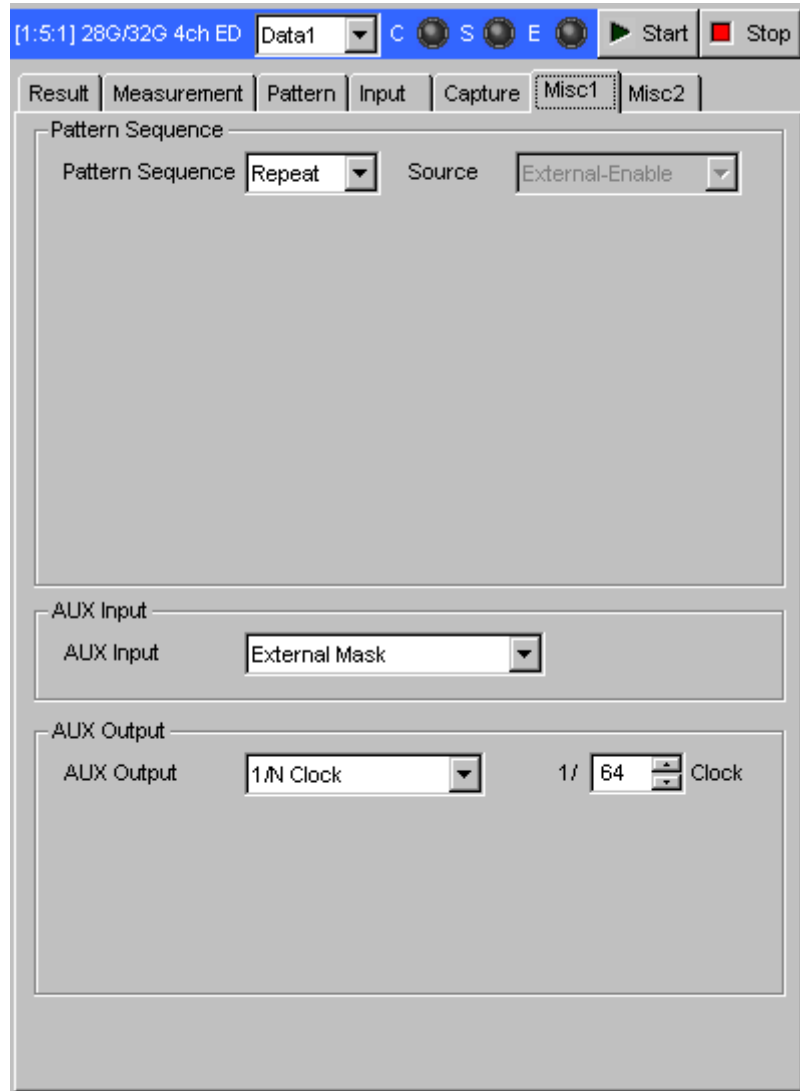 [1:5:1] 28G/32G 4ch ED Data1 C S E Start Stop
Result Measurement Pattern Input Capture Misc1 Misc2
Pattern Sequence
Pattern Sequence Repeat Source External-Enable
AUX Input
AUX Input External Mask
AUX Output
AUX Output 1/N Clock 1/ 64 Clock